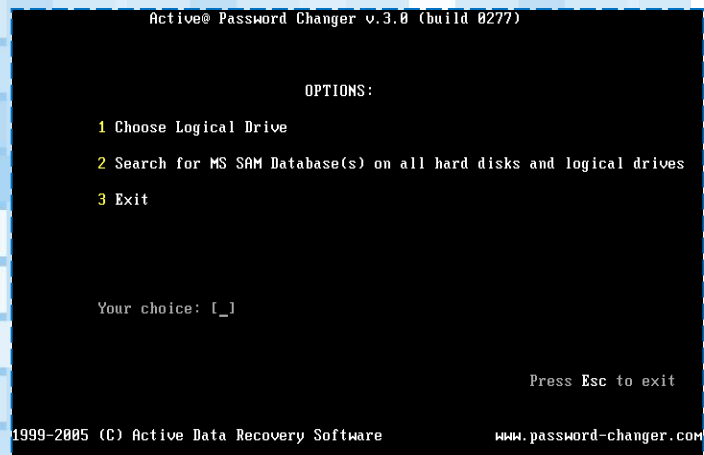 Active@ Password Changer v.3.0 (build 0277)
OPTIONS:
1 Choose Logical Drive
2 Search for MS SAM Database(s) on all hard disks and logical drives
3 Exit
Your choice: [_]
Press Esc to exit
1999-2005 (C) Active Data Recovery Software www.password-changer.com